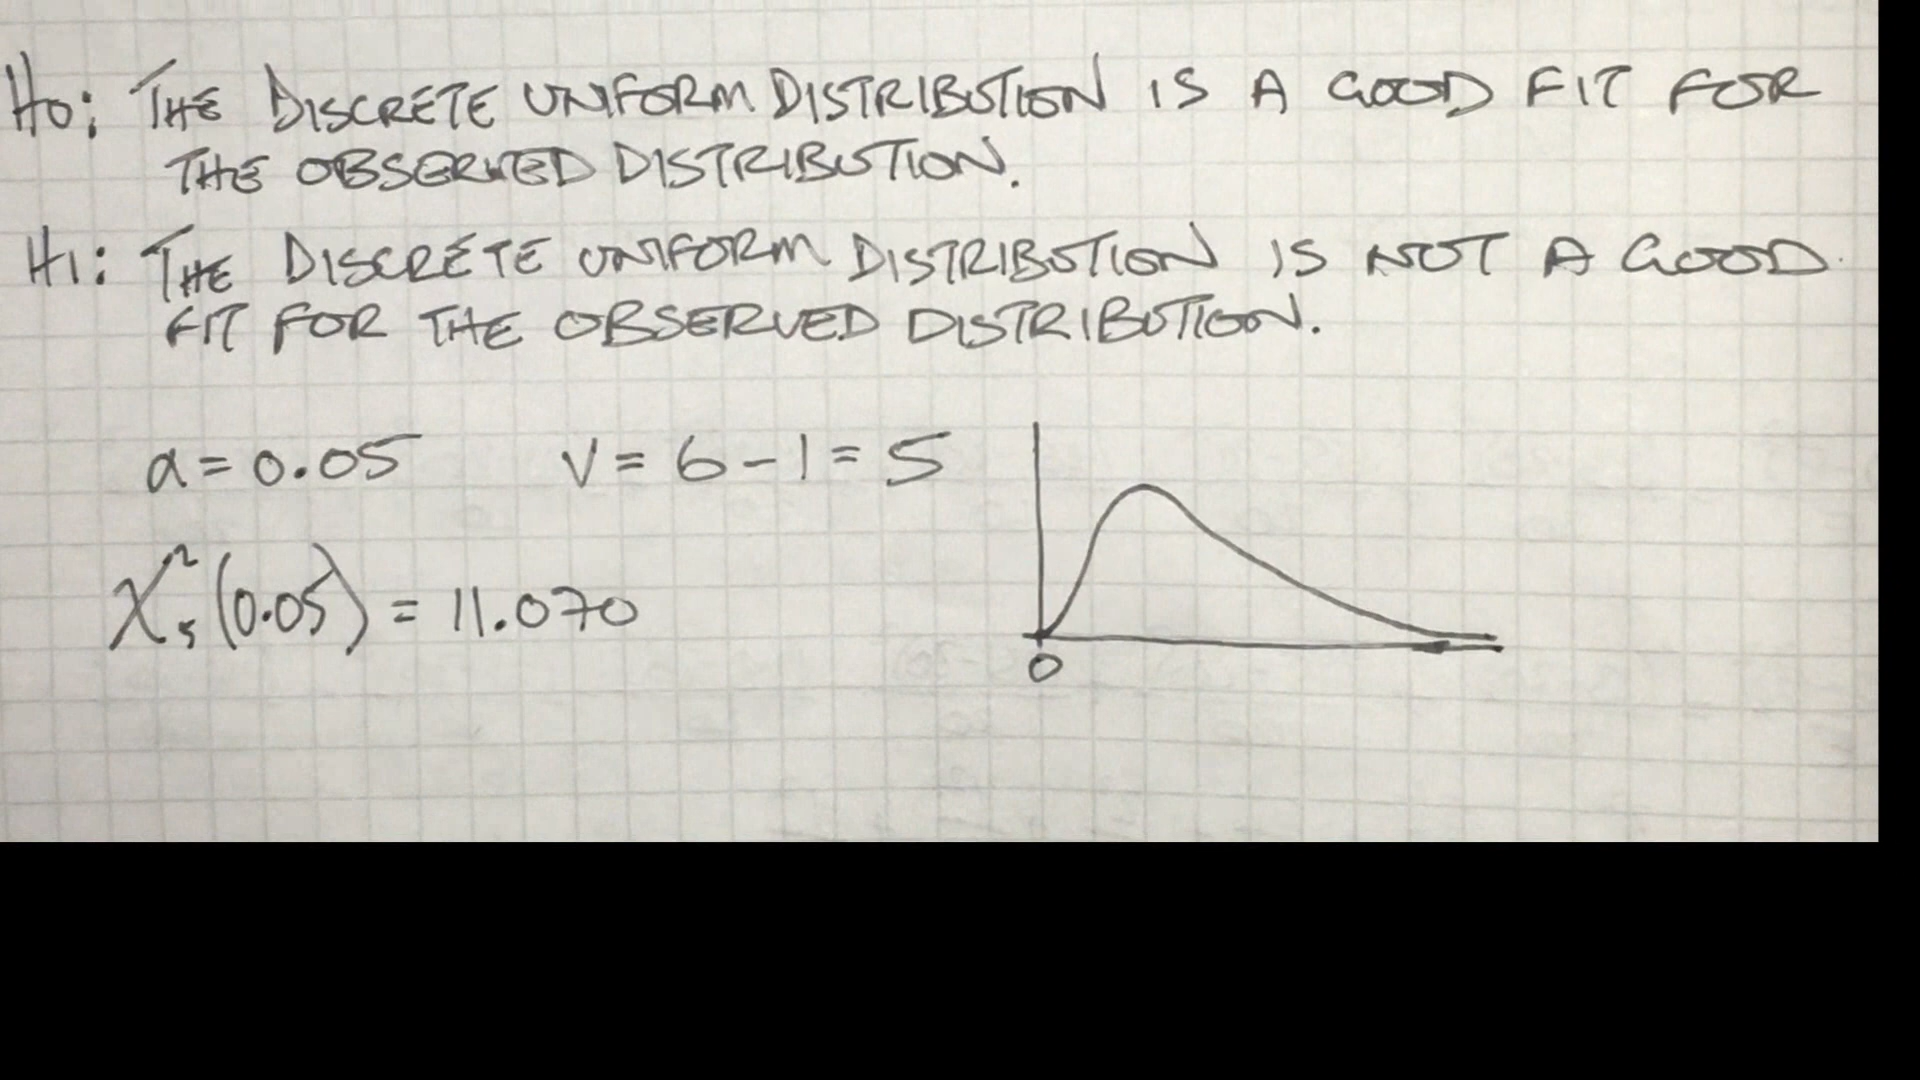 H0: THE DISCRETE UNIFORM DISTRIBUTION IS A GOOD FIT FOR
THE OBSERVED DISTRIBUTION.
H1: THE DISCRETE UNIFORM DISTRIBUTION IS NOT A GOOD
FIT FOR THE OBSERVED DISTRIBUTION.
α = 0.05 ν = 6 - 1 = 5
χ²₅(0.05) = 11.070
0